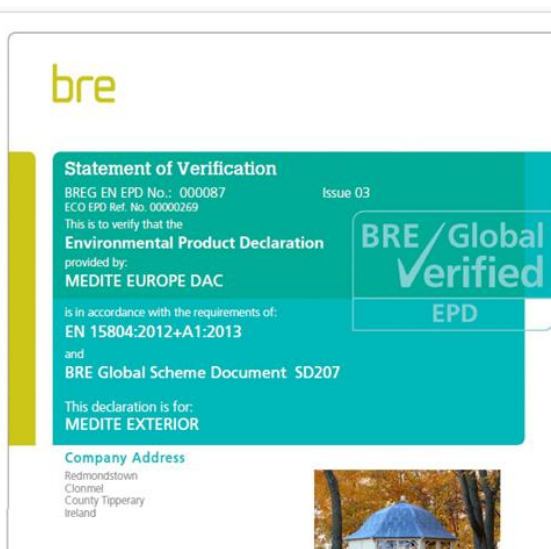 bre
Statement of Verification
BREG EN EPD No.: 000087 Issue 03
ECO EPD Ref. No. 00000269
This is to verify that the
Environmental Product Declaration
provided by:
MEDITE EUROPE DAC
BRE/Global
Verified
EPD
is in accordance with the requirements of:
EN 15804:2012+A1:2013
and
BRE Global Scheme Document SD207
This declaration is for:
MEDITE EXTERIOR
Company Address
Redmondstown
Clonmel
County Tipperary
Ireland